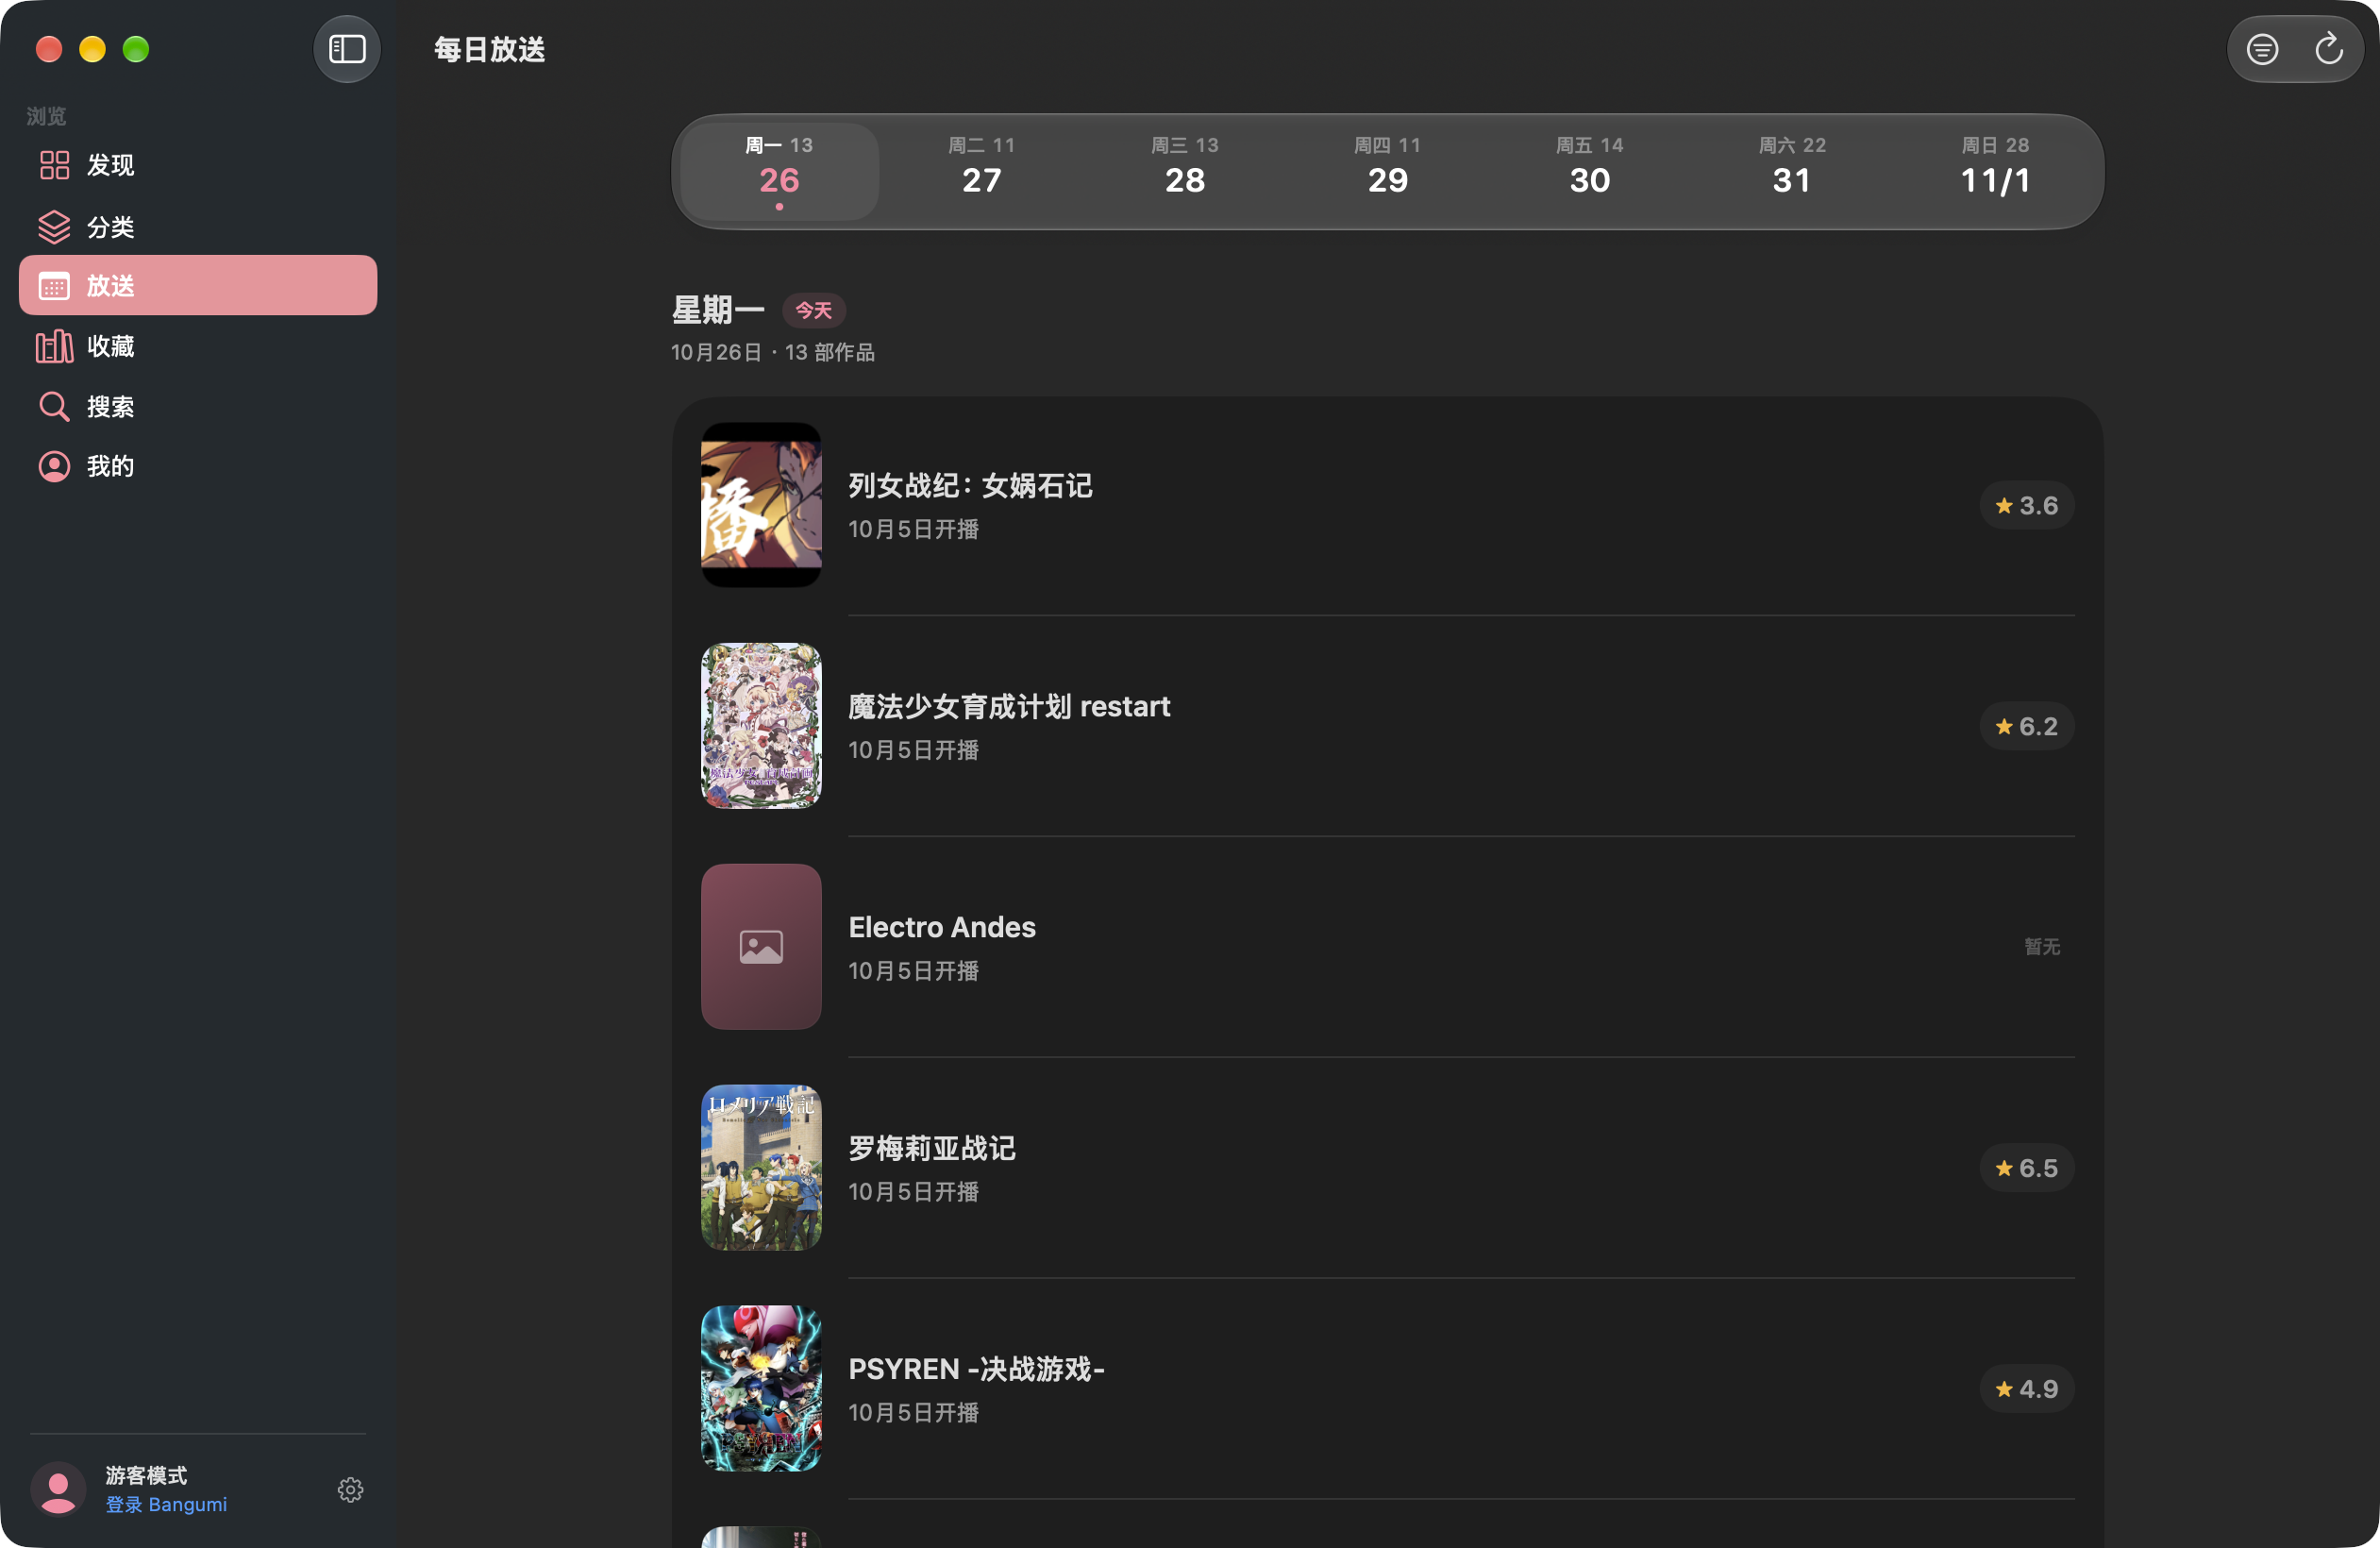 每日放送
浏览
发现
分类
放送
收藏
搜索
我的
周一 13
26
周二 11
27
周三 13
28
周四 11
29
周五 14
30
周六 22
31
周日 28
11/1
星期一 今天
10月26日 · 13 部作品
列女战纪：女娲石记
10月5日开播
3.6
魔法少女育成计划 restart
10月5日开播
6.2
Electro Andes
10月5日开播
暂无
ロメリア戦記
罗梅莉亚战记
10月5日开播
6.5
PSYREN -决战游戏-
10月5日开播
4.9
游客模式
登录 Bangumi